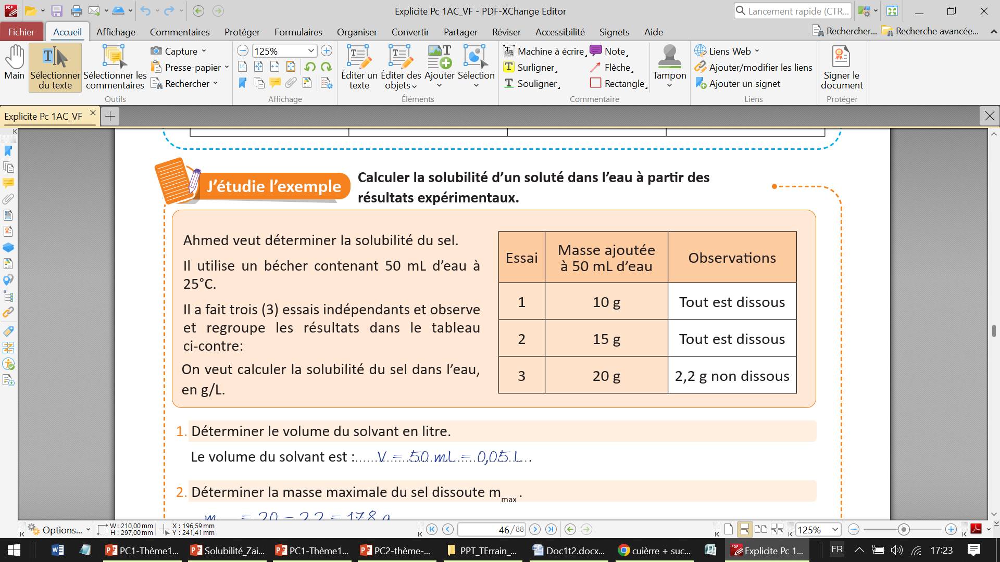 Explicite Pc 1AC_VF - PDF-XChange Editor
Lancement rapide (CTR...
Fichier
Accueil
Affichage
Commentaires
Protéger
Formulaires
Organiser
Convertir
Partager
Réviser
Accessibilité
Signets
Aide
Rechercher...
Recherche avancée...
Main
Sélectionner du texte
Sélectionner les commentaires
Capture
Presse-papier
Rechercher
Outils
125%
Affichage
Éditer un texte
Éditer des objets
Ajouter
Sélection
Éléments
Machine à écrire
Surligner
Souligner
Note
Flèche
Rectangle
Commentaire
Tampon
Liens Web
Ajouter/modifier les liens
Ajouter un signet
Liens
Signer le document
Protéger
Explicite Pc 1AC_VF
J'étudie l'exemple
Calculer la solubilité d'un soluté dans l'eau à partir des
résultats expérimentaux.
Ahmed veut déterminer la solubilité du sel.
Il utilise un bécher contenant 50 mL d'eau à
25°C.
Il a fait trois (3) essais indépendants et observe
et regroupe les résultats dans le tableau
ci-contre:
On veut calculer la solubilité du sel dans l'eau,
en g/L.
Essai Masse ajoutée à 50 mL d'eau Observations
1 10 g Tout est dissous
2 15 g Tout est dissous
3 20 g 2,2 g non dissous
1. Déterminer le volume du solvant en litre.
Le volume du solvant est :...... V = 50 mL = 0,05 L .
2. Déterminer la masse maximale du sel dissoute m max .
m = 20 - 2,2 = 17,8 g
Options...
W : 210,00 mm
H : 297,00 mm
X : 196,59 mm
Y : 241,41 mm
46 / 88
125%
PC1-Thème1...
Solubilité_Zai...
PC1-Thème1...
PC2-thème-...
PPT_TErrain_...
Doc1t2.docx...
cuièrre + suc...
Explicite Pc 1...
FR
17:23